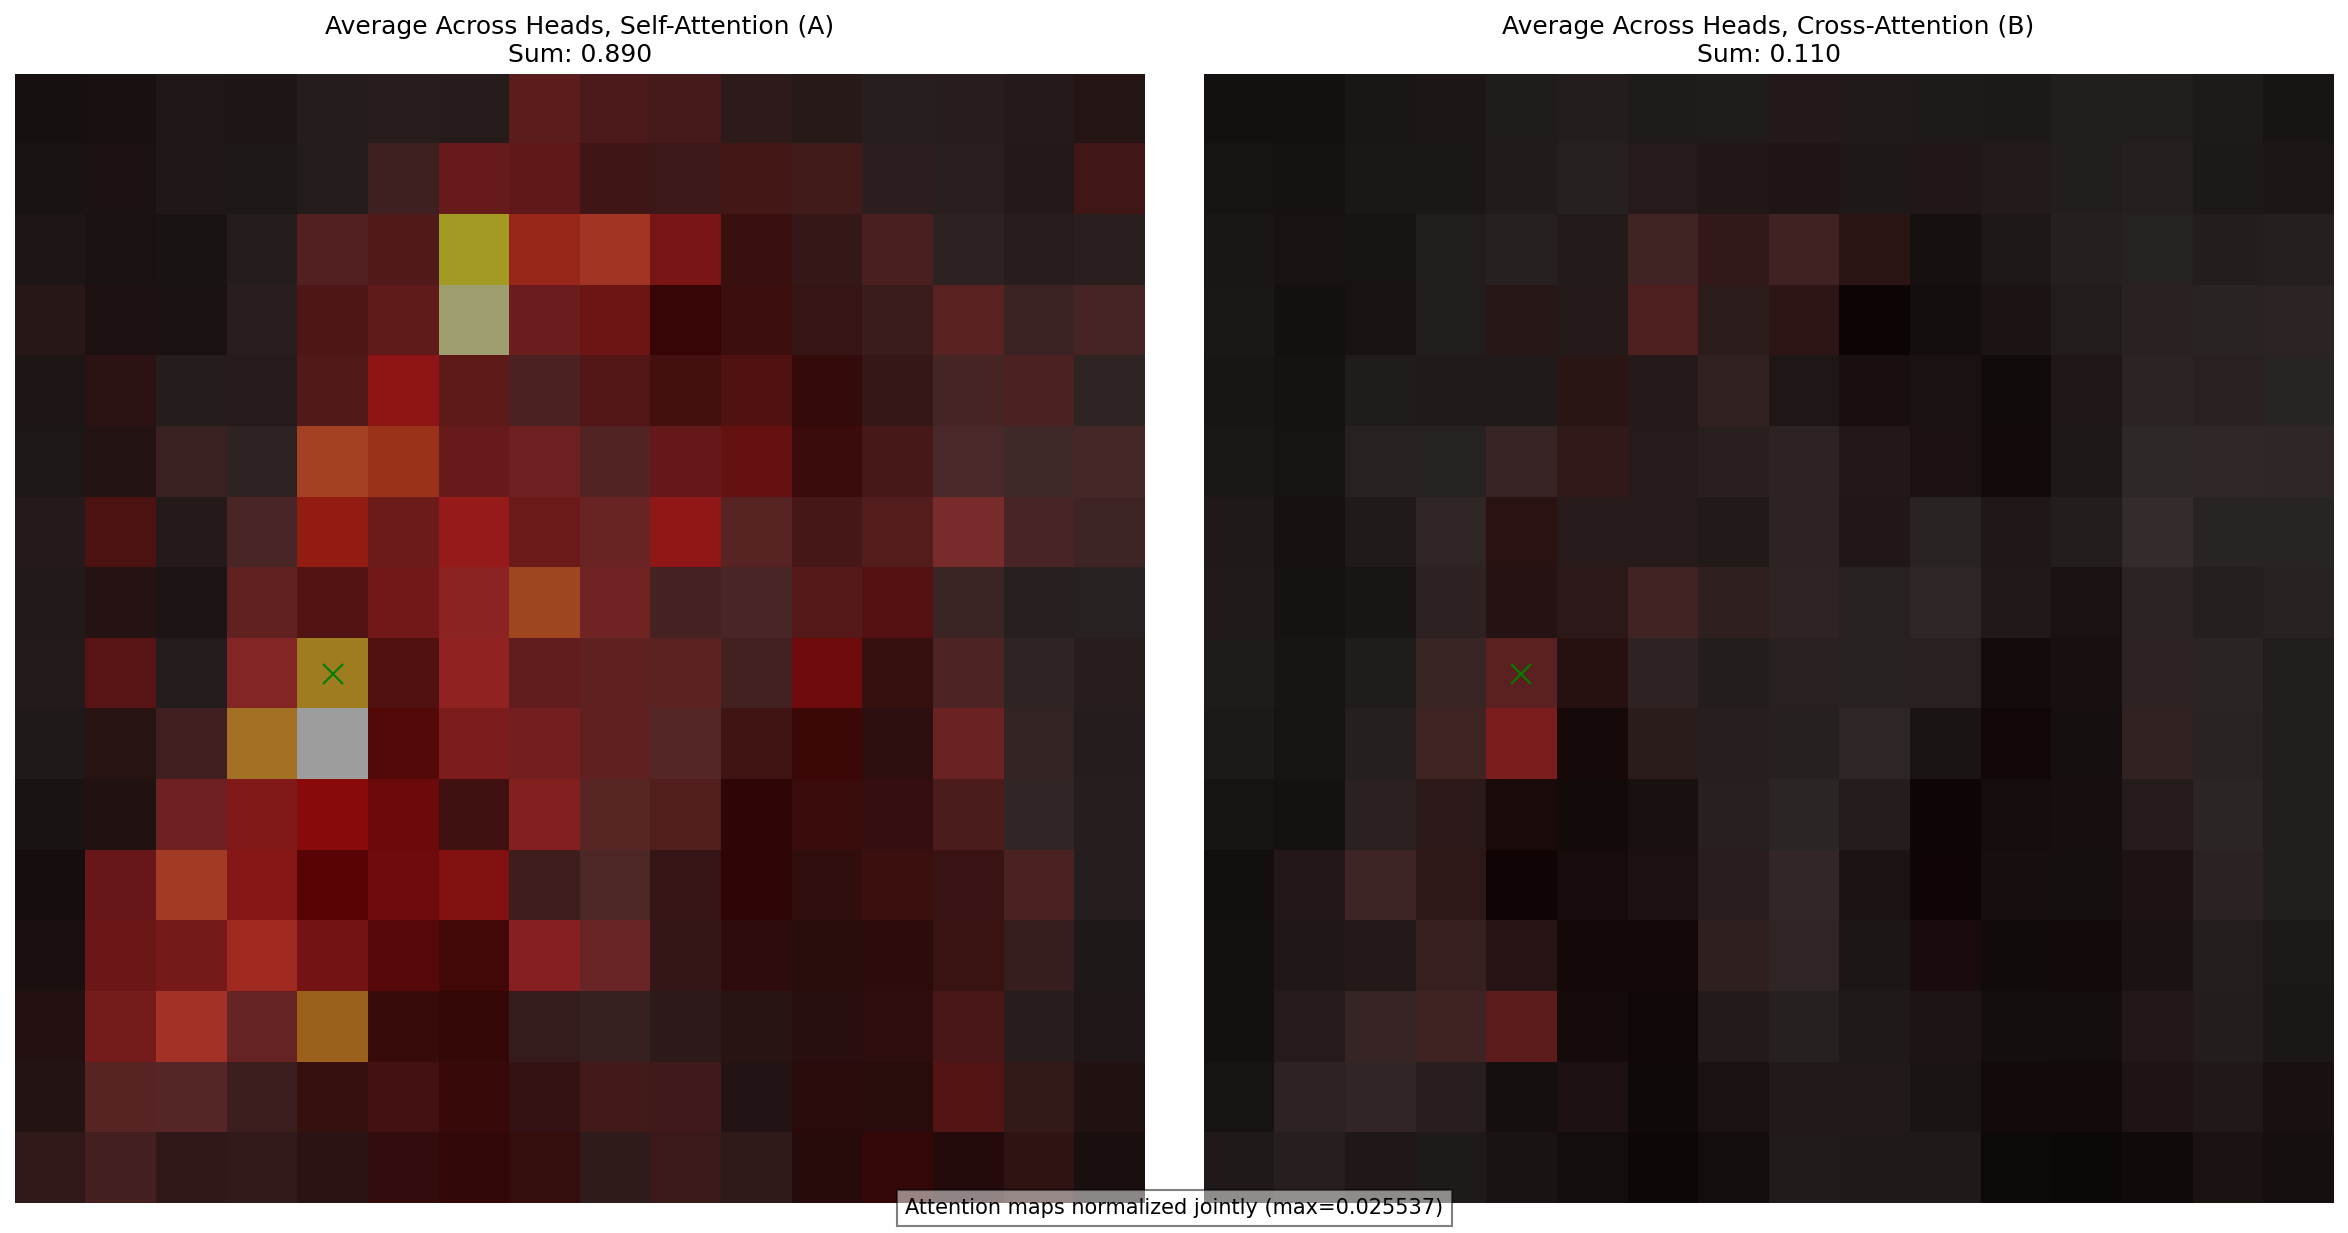 Average Across Heads, Self-Attention (A)
Sum: 0.890
Average Across Heads, Cross-Attention (B)
Sum: 0.110
Attention maps normalized jointly (max=0.025537)